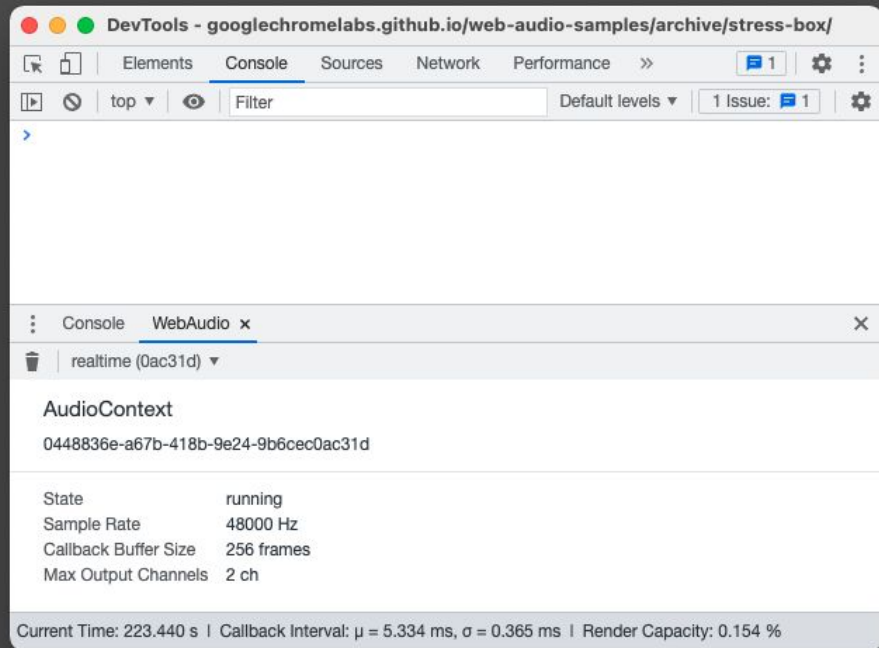 DevTools - googlechromelabs.github.io/web-audio-samples/archive/stress-box/
Elements Console Sources Network Performance » 1
top ▼ Filter Default levels ▼ 1 Issue: 1
>
Console WebAudio ×
realtime (0ac31d) ▼
AudioContext
0448836e-a67b-418b-9e24-9b6cec0ac31d
State running
Sample Rate 48000 Hz
Callback Buffer Size 256 frames
Max Output Channels 2 ch
Current Time: 223.440 s | Callback Interval: μ = 5.334 ms, σ = 0.365 ms | Render Capacity: 0.154 %